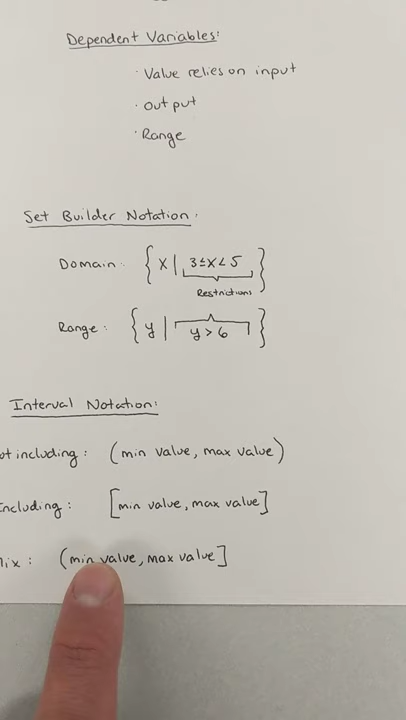 Dependent Variables:
· Value relies on input
· output
· Range
Set Builder Notation:
Domain: {x | 3≤x<5}
Restrictions
Range: {y | y>6}
Interval Notation:
including: (min value, max value)
Including: [min value, max value]
(min value, max value]